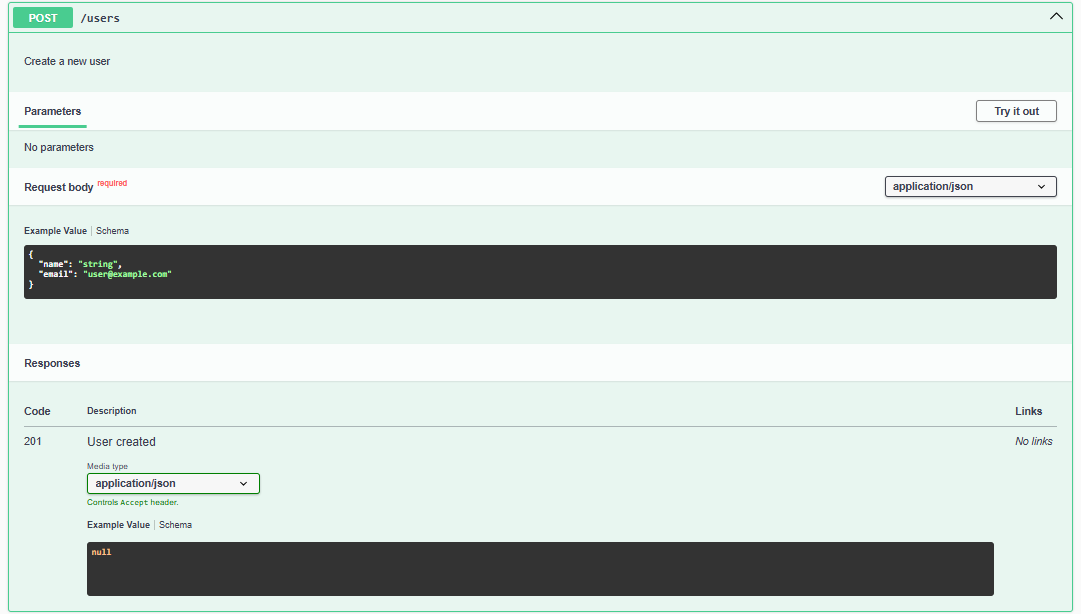 POST /users
Create a new user
Parameters
Try it out
No parameters
Request body required
application/json
Example Value | Schema
{
  "name": "string",
  "email": "user@example.com"
}
Responses
Code Description Links
201 User created No links
Media type
application/json
Controls Accept header.
Example Value | Schema
null